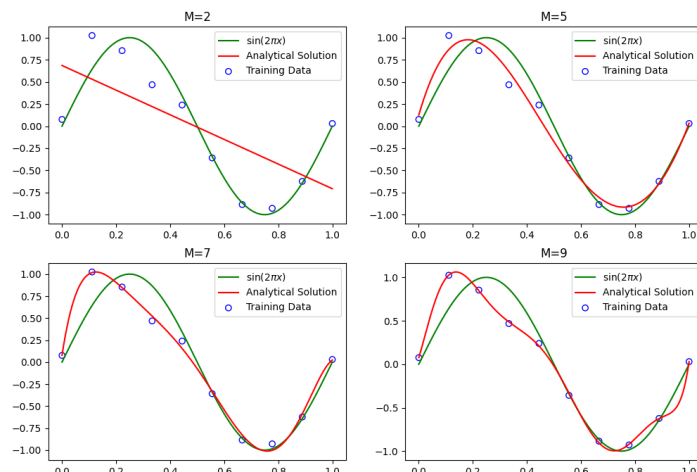 M=2
1.00
0.75
0.50
0.25
0.00
−0.25
−0.50
−0.75
−1.00
0.0 0.2 0.4 0.6 0.8 1.0
sin(2πx)
Analytical Solution
Training Data
M=5
1.00
0.75
0.50
0.25
0.00
−0.25
−0.50
−0.75
−1.00
0.0 0.2 0.4 0.6 0.8 1.0
sin(2πx)
Analytical Solution
Training Data
M=7
1.00
0.75
0.50
0.25
0.00
−0.25
−0.50
−0.75
−1.00
0.0 0.2 0.4 0.6 0.8 1.0
sin(2πx)
Analytical Solution
Training Data
M=9
1.0
0.5
0.0
−0.5
−1.0
0.0 0.2 0.4 0.6 0.8 1.0
sin(2πx)
Analytical Solution
Training Data